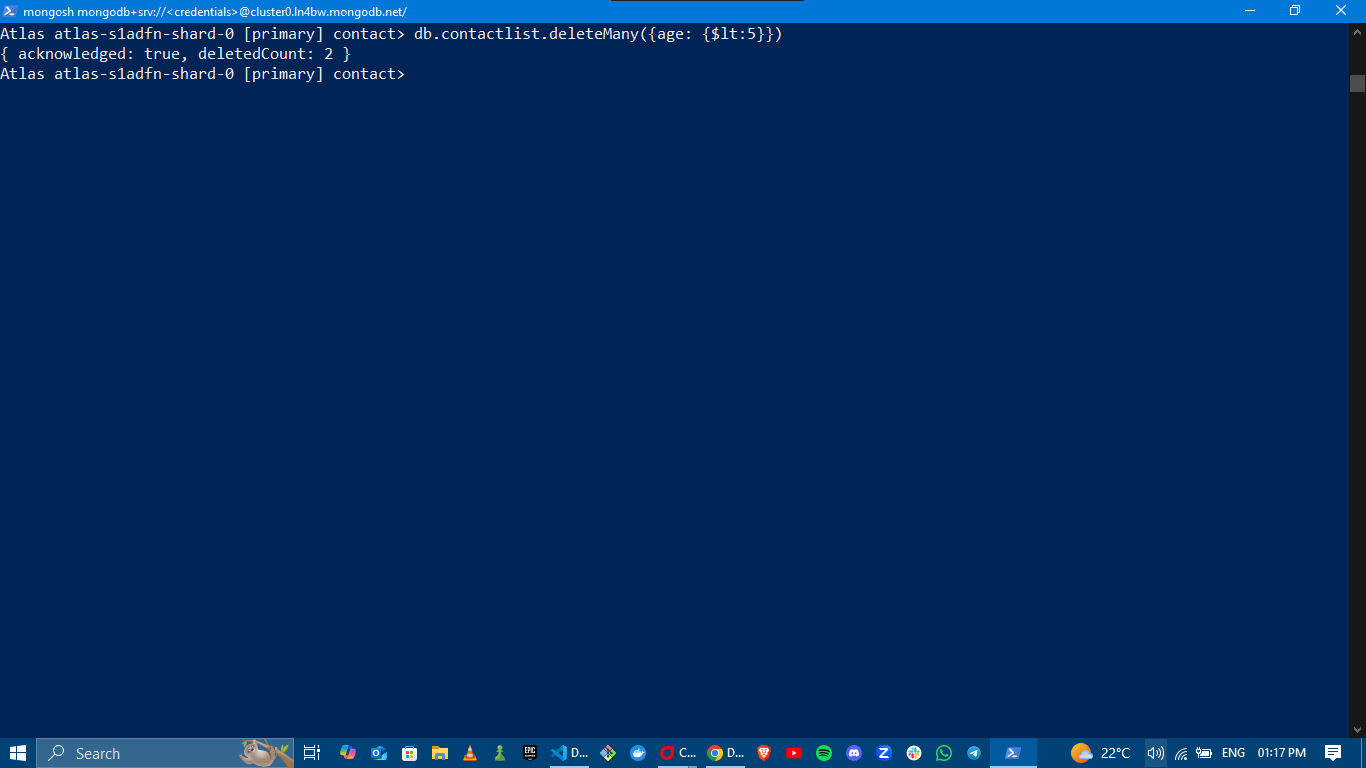 mongosh mongodb+srv://<credentials>@cluster0.ln4bw.mongodb.net/
Atlas atlas-s1adfn-shard-0 [primary] contact> db.contactlist.deleteMany({age: {$lt:5}})
{ acknowledged: true, deletedCount: 2 }
Atlas atlas-s1adfn-shard-0 [primary] contact>
Search EPIC GAMES D... C... D... 22°C ENG 01:17 PM